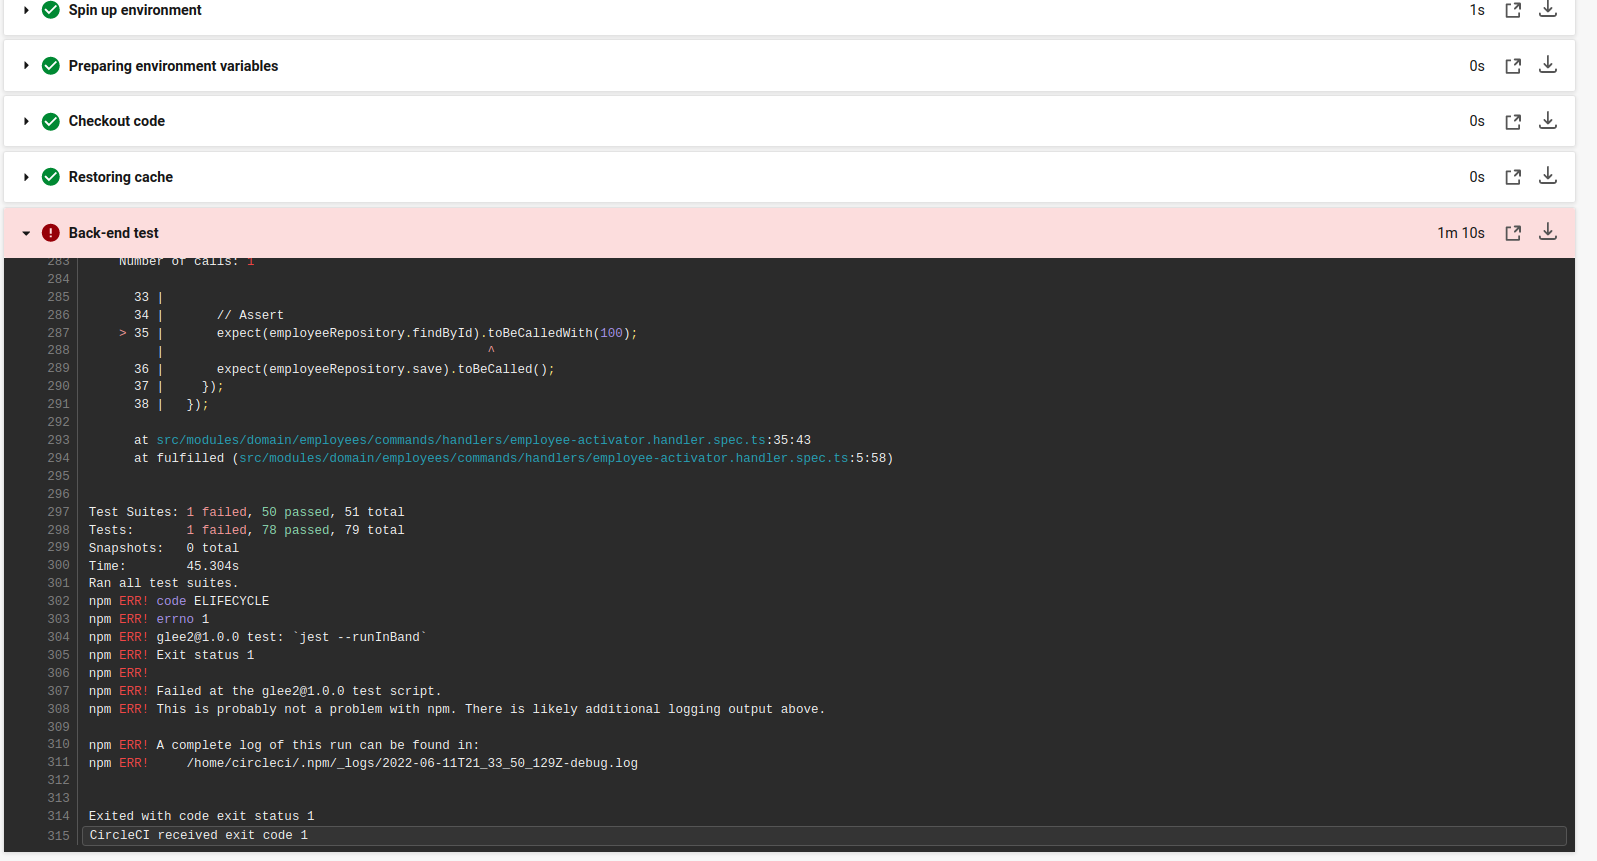 Spin up environment 1s
Preparing environment variables 0s
Checkout code 0s
Restoring cache 0s
Back-end test 1m 10s
283 Number of calls: 1
284
285 33 |
286 34 | // Assert
287 > 35 | expect(employeeRepository.findById).toBeCalledWith(100);
288 | ^
289 36 | expect(employeeRepository.save).toBeCalled();
290 37 | });
291 38 | });
292
293 at src/modules/domain/employees/commands/handlers/employee-activator.handler.spec.ts:35:43
294 at fulfilled (src/modules/domain/employees/commands/handlers/employee-activator.handler.spec.ts:5:58)
295
296
297 Test Suites: 1 failed, 50 passed, 51 total
298 Tests: 1 failed, 78 passed, 79 total
299 Snapshots: 0 total
300 Time: 45.304s
301 Ran all test suites.
302 npm ERR! code ELIFECYCLE
303 npm ERR! errno 1
304 npm ERR! glee2@1.0.0 test: `jest --runInBand`
305 npm ERR! Exit status 1
306 npm ERR!
307 npm ERR! Failed at the glee2@1.0.0 test script.
308 npm ERR! This is probably not a problem with npm. There is likely additional logging output above.
309
310 npm ERR! A complete log of this run can be found in:
311 npm ERR! /home/circleci/.npm/_logs/2022-06-11T21_33_50_129Z-debug.log
312
313
314 Exited with code exit status 1
315 CircleCI received exit code 1